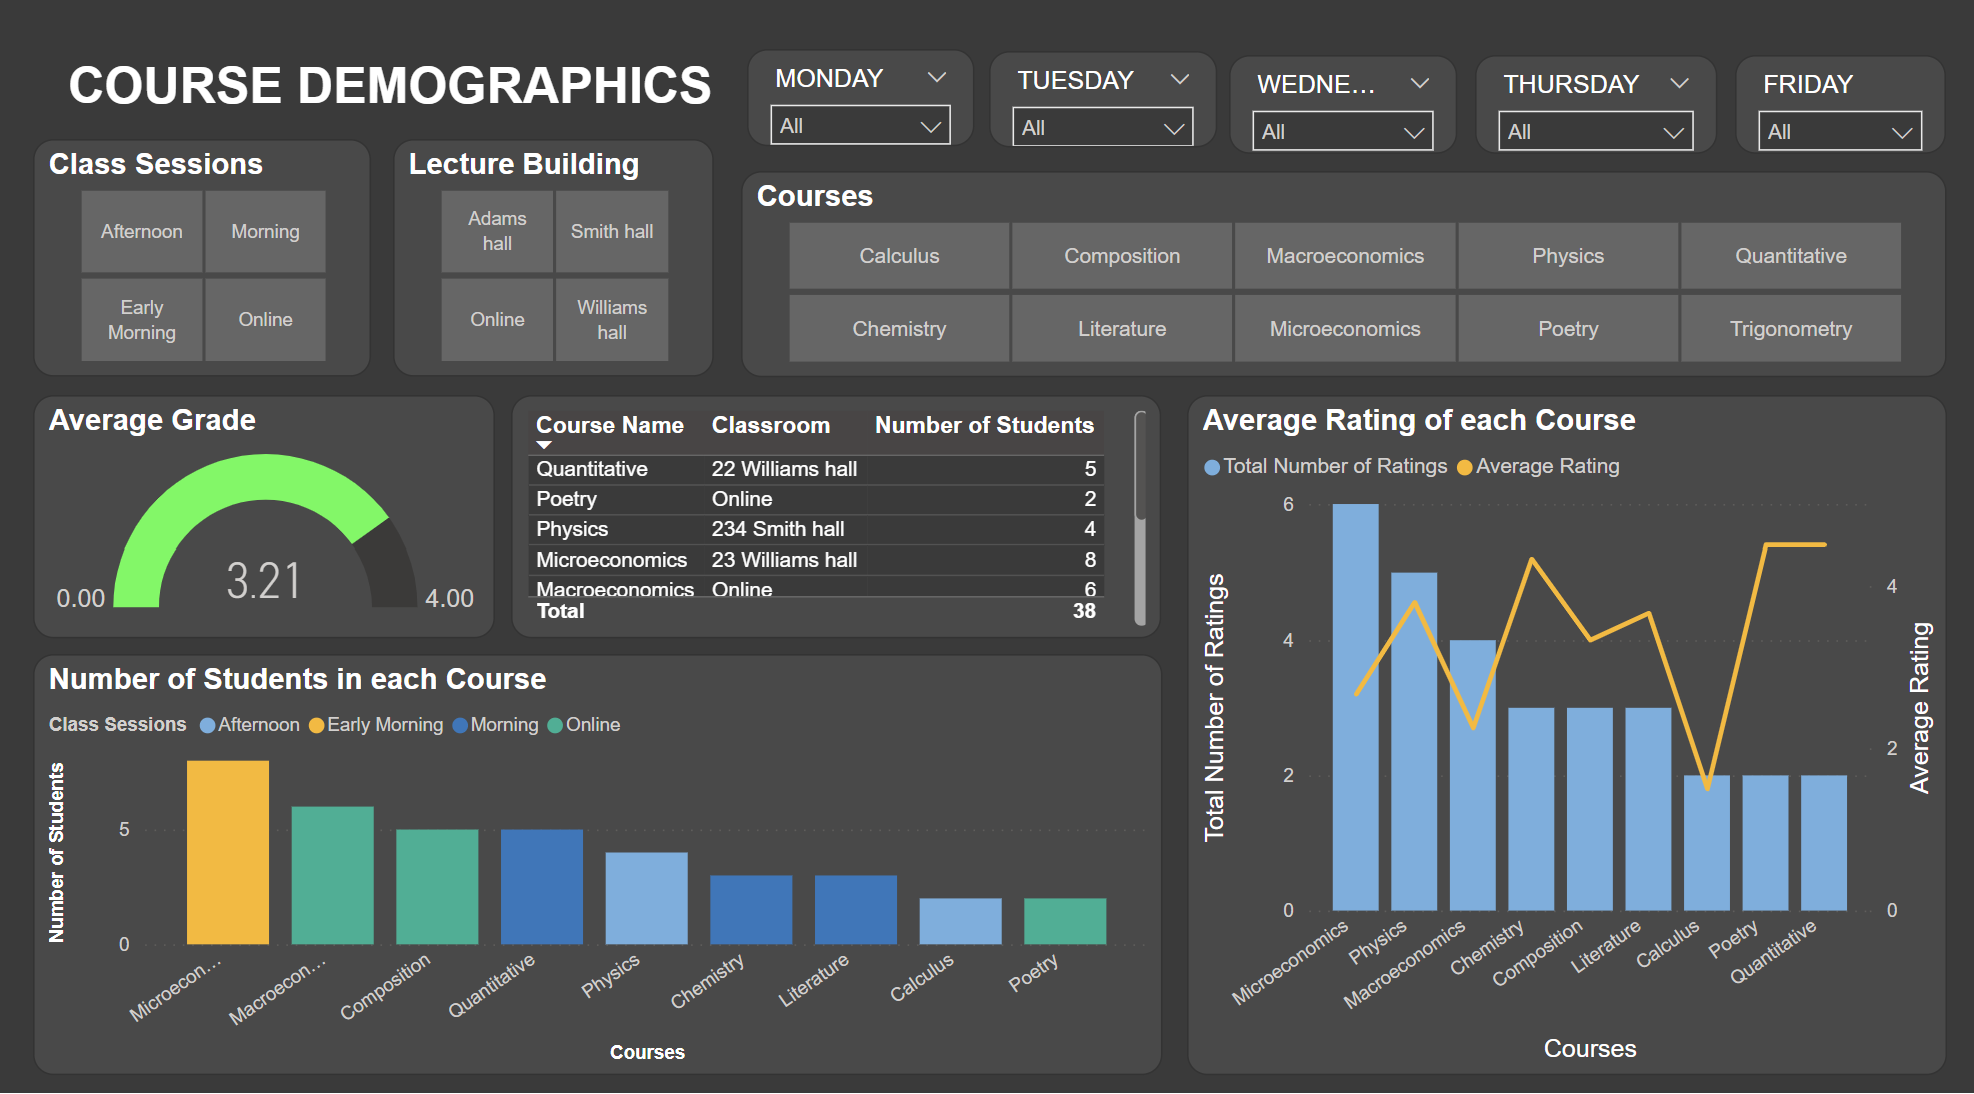 COURSE DEMOGRAPHICS
MONDAY
All
TUESDAY
All
WEDNE...
All
THURSDAY
All
FRIDAY
All
Class Sessions
Afternoon
Morning
Early
Morning
Online
Lecture Building
Adams
hall
Smith hall
Online
Williams
hall
Courses
Calculus
Composition
Macroeconomics
Physics
Quantitative
Chemistry
Literature
Microeconomics
Poetry
Trigonometry
Average Grade
0.00
3.21
4.00
Course Name Classroom Number of Students
Quantitative 22 Williams hall 5
Poetry Online 2
Physics 234 Smith hall 4
Microeconomics 23 Williams hall 8
Macroeconomics Online 6
Total 38
Number of Students in each Course
Class Sessions Afternoon Early Morning Morning Online
Number of Students
5
0
Microecon...
Macroecon...
Composition
Quantitative
Physics
Chemistry
Literature
Calculus
Poetry
Courses
Average Rating of each Course
Total Number of Ratings Average Rating
Total Number of Ratings
6
4
2
0
4
2
0
Average Rating
Microeconomics
Physics
Macroeconomics
Chemistry
Composition
Literature
Calculus
Poetry
Quantitative
Courses